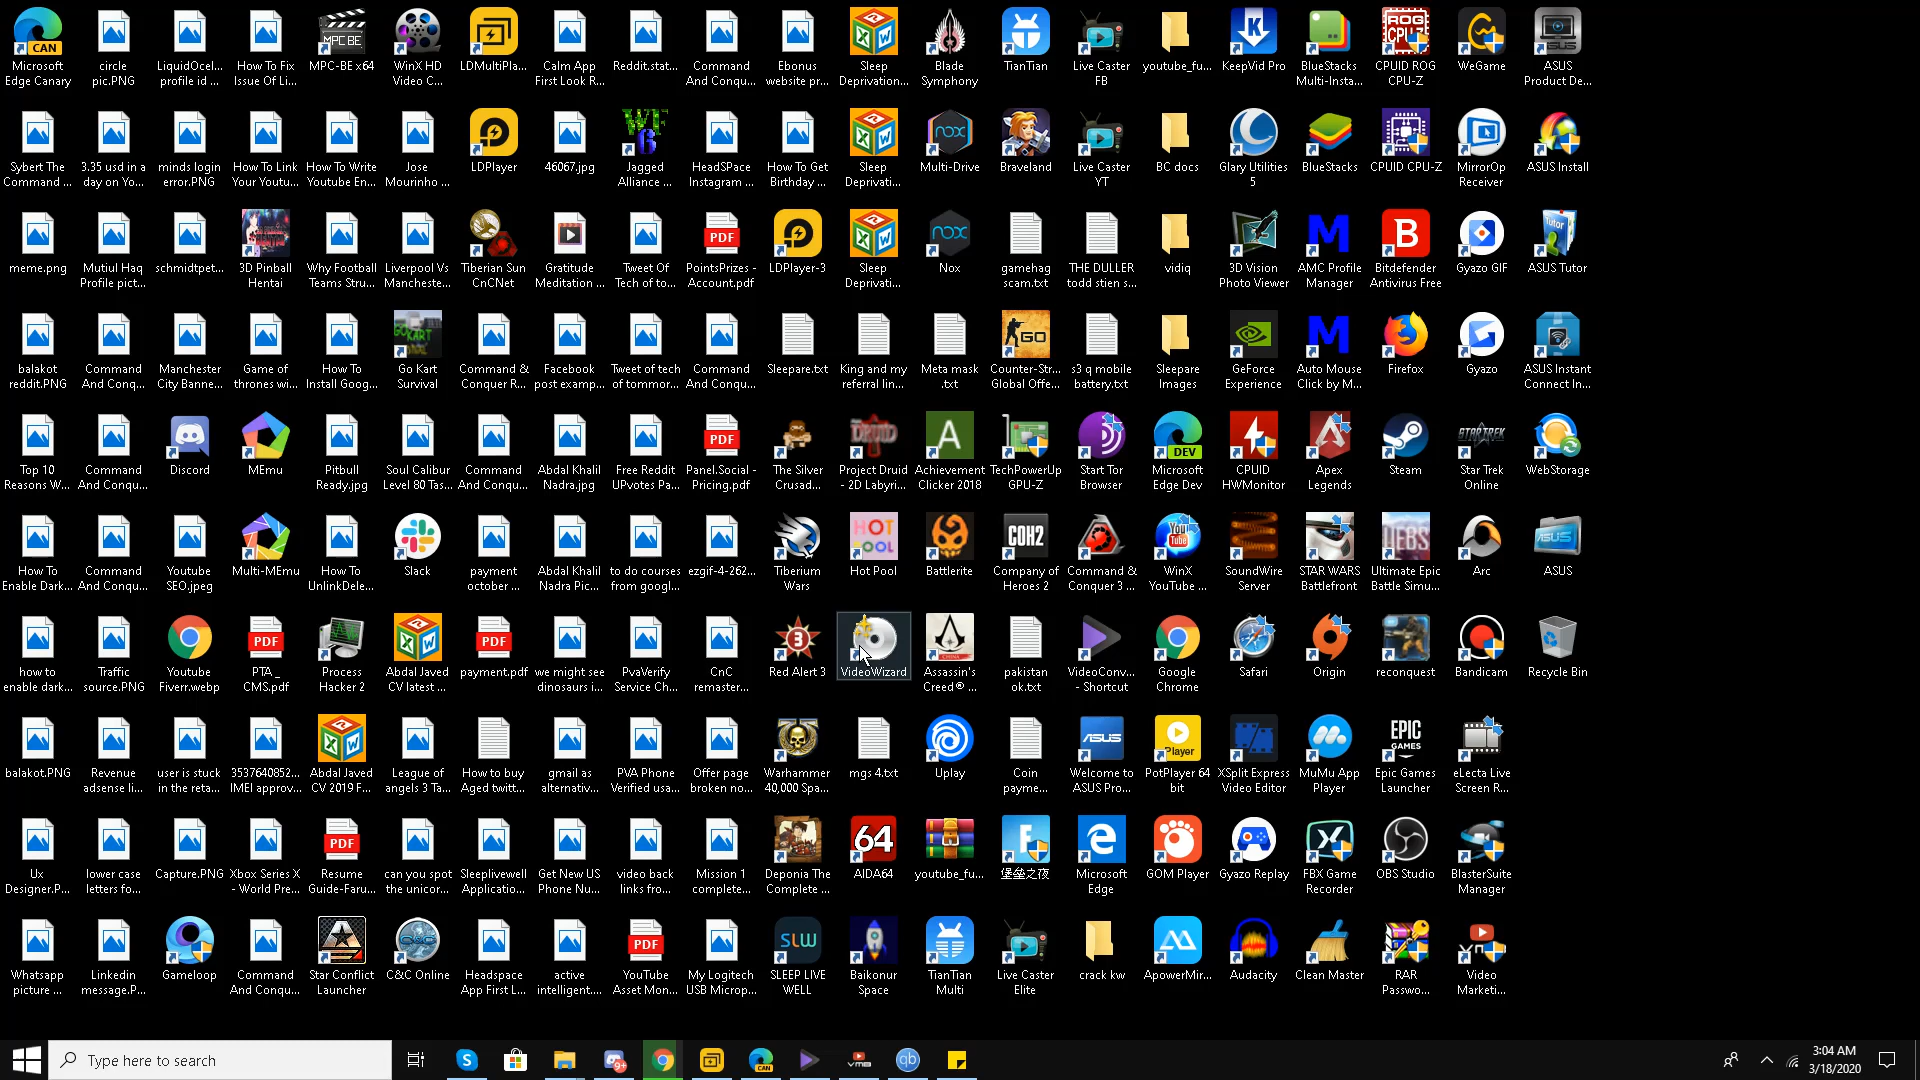 Microsoft
Edge Canary
circle
pic.PNG
LiquidOcel...
profile id ...
How To Fix
Issue Of Li...
MPC-BE x64
WinX HD
Video C...
LDMultiPla...
Calm App
First Look R...
Reddit.stat...
Command
And Conqu...
Ebonus
website pr...
Sleep
Deprivation...
Blade
Symphony
TianTian
Live Caster
FB
youtube_fu...
KeepVid Pro
BlueStacks
Multi-Insta...
CPUID ROG
CPU-Z
WeGame
ASUS
Product De...
Sybert The
Command ...
3.35 usd in a
day on Yo...
minds login
error.PNG
How To Link
Your Youtu...
How To Write
Youtube En...
Jose
Mourinho ...
LDPlayer
46067.jpg
Jagged
Alliance ...
HeadSPace
Instagram ...
How To Get
Birthday ...
Sleep
Deprivati...
Multi-Drive
Braveland
Live Caster
YT
BC docs
Glary Utilities
5
BlueStacks
CPUID CPU-Z
MirrorOp
Receiver
ASUS Install
meme.png
Mutiul Haq
Profile pict...
schmidtpet...
3D Pinball
Hentai
Why Football
Teams Stru...
Liverpool Vs
Mancheste...
Tiberian Sun
CnCNet
Gratitude
Meditation ...
Tweet Of
Tech of to...
PointsPrizes -
Account.pdf
LDPlayer-3
Sleep
Deprivati...
Nox
gamehag
scam.txt
THE DULLER
todd stien s...
vidiq
3D Vision
Photo Viewer
AMC Profile
Manager
Bitdefender
Antivirus Free
Gyazo GIF
ASUS Tutor
balakot
reddit.PNG
Command
And Conq...
Manchester
City Banne...
Game of
thrones wi...
How To
Install Goog...
Go Kart
Survival
Command &
Conquer R...
Facebook
post examp...
Tweet of tech
of tommor...
Command
And Conqu...
Sleepare.txt
King and my
referral lin...
Meta mask
.txt
Counter-Str...
Global Offe...
s3 q mobile
battery.txt
Sleepare
Images
GeForce
Experience
Auto Mouse
Click by M...
Firefox
Gyazo
ASUS Instant
Connect In...
Top 10
Reasons W...
Command
And Conqu...
Discord
MEmu
Pitbull
Ready.jpg
Soul Calibur
Level 80 Tas...
Command
And Conqu...
Abdal Khalil
Nadra.jpg
Free Reddit
UPvotes Pa...
Panel.Social -
Pricing.pdf
The Silver
Crusad...
Project Druid
- 2D Labyri...
Achievement
Clicker 2018
TechPowerUp
GPU-Z
Start Tor
Browser
Microsoft
Edge Dev
CPUID
HWMonitor
Apex
Legends
Steam
Star Trek
Online
WebStorage
How To
Enable Dark...
Command
And Conqu...
Youtube
SEO.jpeg
Multi-MEmu
How To
UnlinkDele...
Slack
payment
october ...
Abdal Khalil
Nadra Pic...
to do courses
from googl...
ezgif-4-262...
Tiberium
Wars
Hot Pool
Battlerite
Company of
Heroes 2
Command &
Conquer 3 ...
WinX
YouTube ...
SoundWire
Server
STAR WARS
Battlefront
Ultimate Epic
Battle Simu...
Arc
ASUS
how to
enable dark...
Traffic
source.PNG
Youtube
Fiverr.webp
PTA_
CMS.pdf
Process
Hacker 2
Abdal Javed
CV latest ...
payment.pdf
we might see
dinosaurs i...
PvaVerify
Service Ch...
CnC
remaster...
Red Alert 3
VideoWizard
Assassin's
Creed® ...
pakistan
ok.txt
VideoConv...
- Shortcut
Google
Chrome
Safari
Origin
reconquest
Bandicam
Recycle Bin
balakot.PNG
Revenue
adsense li...
user is stuck
in the reta...
3537640852...
IMEI approv...
Abdal Javed
CV 2019 F...
League of
angels 3 Ta...
How to buy
Aged twitt...
gmail as
alternativ...
PVA Phone
Verified usa...
Offer page
broken no...
Warhammer
40,000 Spa...
mgs 4.txt
Uplay
Coin
payme...
Welcome to
ASUS Pro...
PotPlayer 64
bit
XSplit Express
Video Editor
MuMu App
Player
Epic Games
Launcher
eLecta Live
Screen R...
Ux
Designer.P...
lower case
letters fo...
Capture.PNG
Xbox Series X
- World Pre...
Resume
Guide-Faru...
can you spot
the unicor...
Sleeplivewell
Applicatio...
Get New US
Phone Nu...
video back
links fro...
Mission 1
complete...
Deponia The
Complete ...
AIDA64
youtube_fu...
堡垒之夜
Microsoft
Edge
GOM Player
Gyazo Replay
FBX Game
Recorder
OBS Studio
BlasterSuite
Manager
Whatsapp
picture ...
Linkedin
message.P...
Gameloop
Command
And Conqu...
Star Conflict
Launcher
C&C Online
Headspace
App First L...
active
intelligent....
YouTube
Asset Mon...
My Logitech
USB Microp...
SLEEP LIVE
WELL
Baikonur
Space
TianTian
Multi
Live Caster
Elite
crack kw
ApowerMir...
Audacity
Clean Master
RAR
Passwo...
Video
Marketi...
Type here to search
3:04 AM
3/18/2020